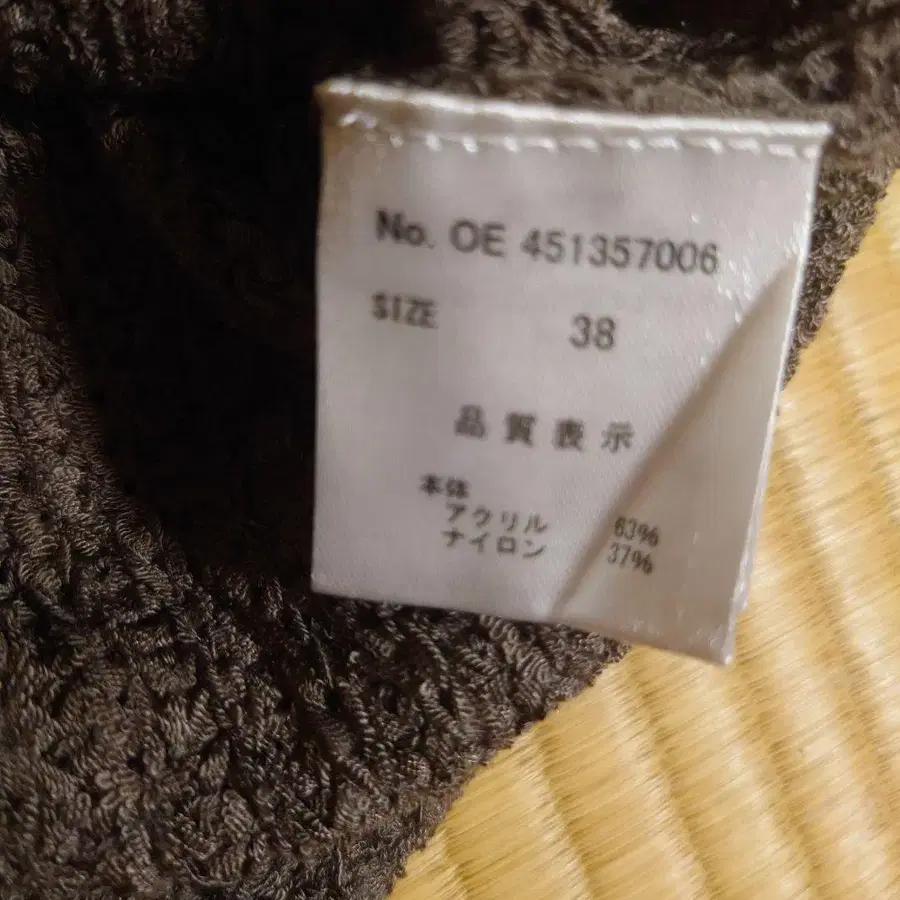 No. OE 451357006
SIZE 38
品質表示
本体
アクリル 63%
ナイロン 37%